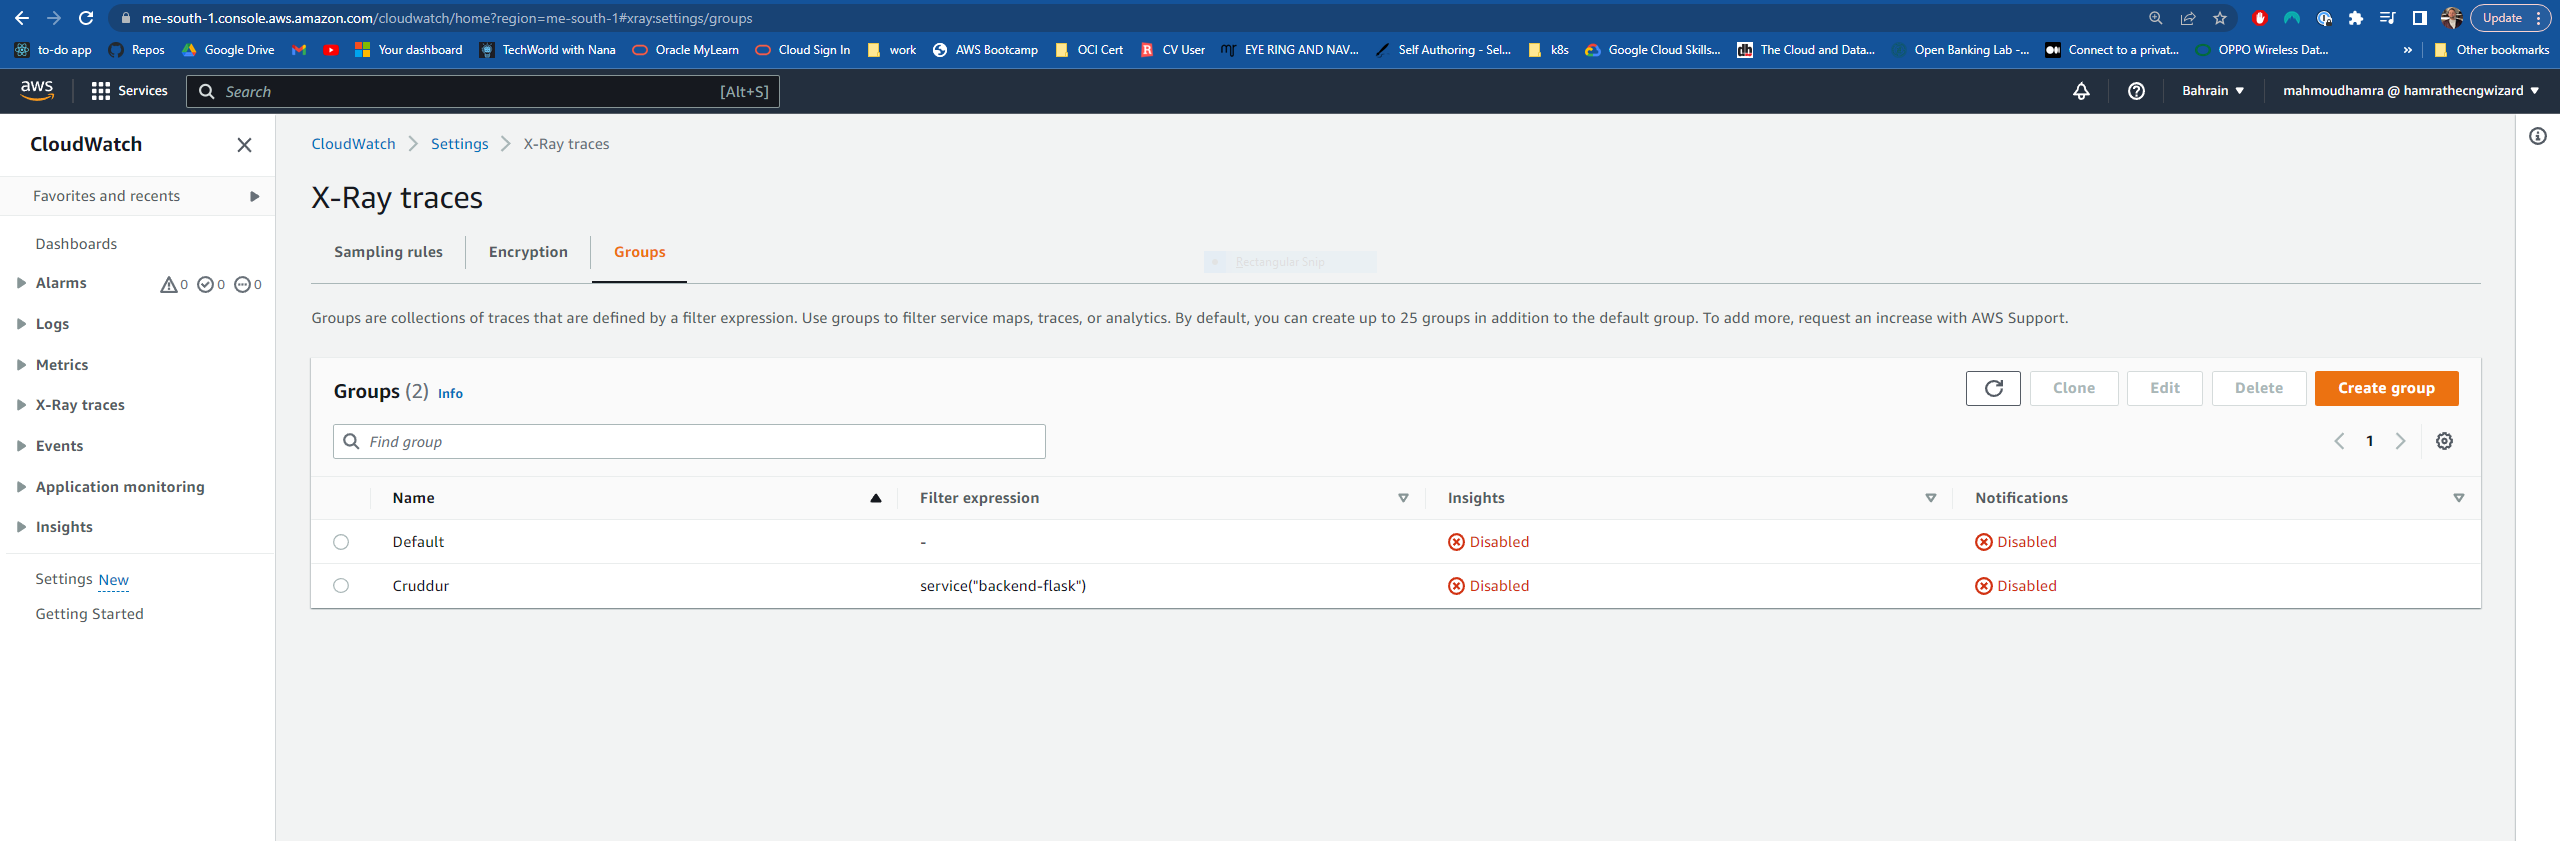 me-south-1.console.aws.amazon.com/cloudwatch/home?region=me-south-1#xray:settings/groups
Update
to-do app Repos Google Drive Your dashboard TechWorld with Nana Oracle MyLearn Cloud Sign In work AWS Bootcamp OCI Cert CV User EYE RING AND NAV... Self Authoring - Sel... k8s Google Cloud Skills... The Cloud and Data... Open Banking Lab -... Connect to a privat... OPPO Wireless Dat... » Other bookmarks
aws Services Search [Alt+S] Bahrain mahmoudhamra @ hamrathecngwizard
CloudWatch
Favorites and recents
Dashboards
Alarms 0 0 0
Logs
Metrics
X-Ray traces
Events
Application monitoring
Insights
Settings New
Getting Started
CloudWatch Settings X-Ray traces
X-Ray traces
Sampling rules Encryption Groups
Rectangular Snip
Groups are collections of traces that are defined by a filter expression. Use groups to filter service maps, traces, or analytics. By default, you can create up to 25 groups in addition to the default group. To add more, request an increase with AWS Support.
Groups (2) Info
Clone Edit Delete Create group
Find group
1
Name Filter expression Insights Notifications
Default - Disabled Disabled
Cruddur service("backend-flask") Disabled Disabled